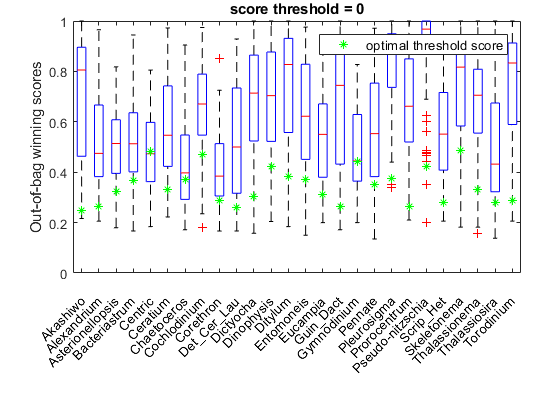 score threshold = 0
Out-of-bag winning scores
1
0.8
0.6
0.4
0.2
0
optimal threshold score
Akashiwo
Alexandrium
Asterionellopsis
Bacteriastrum
Centric
Ceratium
Chaetoceros
Cochlodinium
Corethron
Det_Cer_Lau
Dictyocha
Dinophysis
Ditylum
Entomoneis
Eucampia
Guin_Dact
Gymnodinium
Pennate
Pleurosigma
Prorocentrum
Pseudo-nitzschia
Scrip_Het
Skeletonema
Thalassionema
Thalassiosira
Torodinium